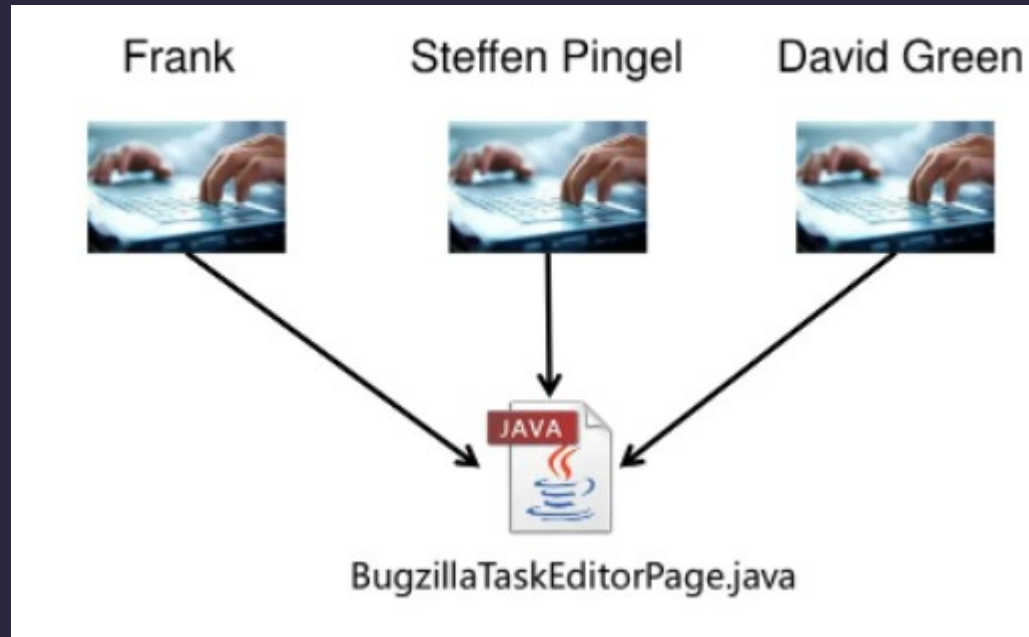 Frank
Steffen Pingel
David Green
JAVA
BugzillaTaskEditorPage.java